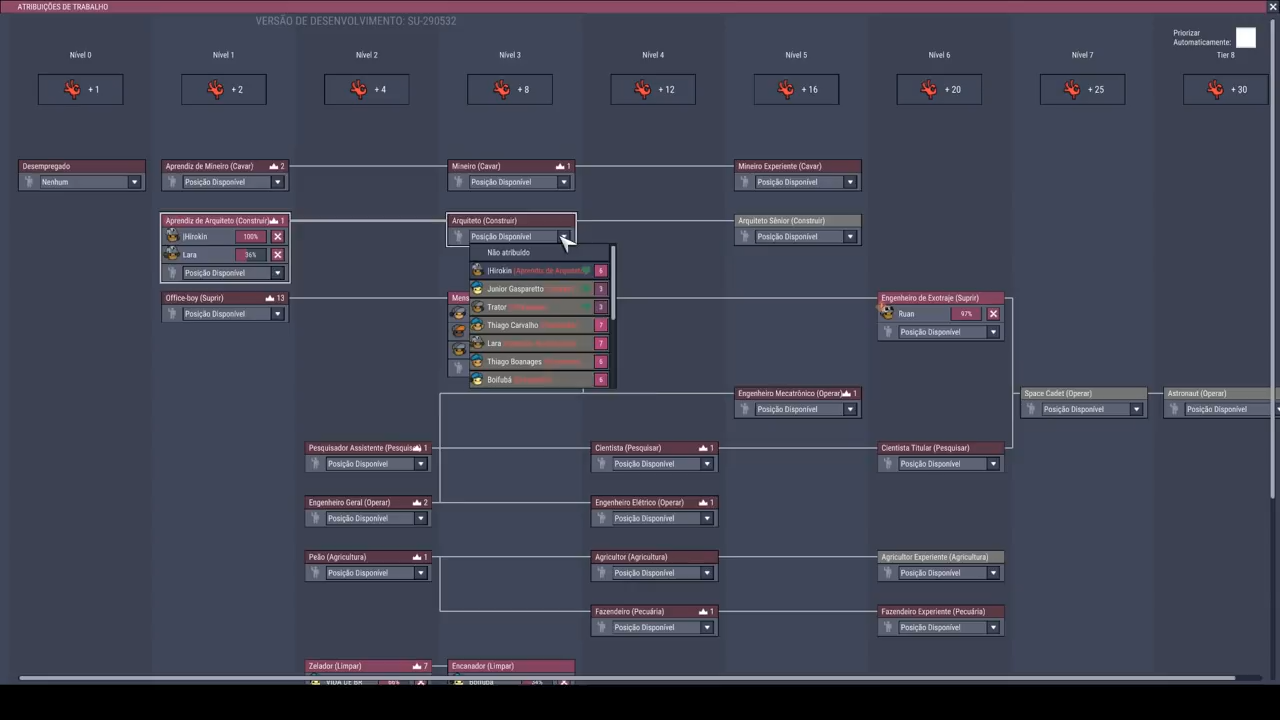 ATRIBUIÇÕES DE TRABALHO
VERSÃO DE DESENVOLVIMENTO: SU-290532
Priorizar
Automaticamente:
Nível 0
Nível 1
Nível 2
Nível 3
Nível 4
Nível 5
Nível 6
Nível 7
Tier 8
+ 1
+ 2
+ 4
+ 8
+ 12
+ 16
+ 20
+ 25
+ 30
Desempregado
Nenhum
Aprendiz de Mineiro (Cavar) 2
Posição Disponível
Mineiro (Cavar) 1
Posição Disponível
Mineiro Experiente (Cavar)
Posição Disponível
Aprendiz de Arquiteto (Construir) 1
|Hirokin 100%
Lara 36%
Posição Disponível
Arquiteto (Construir)
Posição Disponível
Não atribuído
|Hirokin 6
Junior Gasparetto 3
Trator 3
Thiago Carvalho 7
Lara 7
Thiago Boanages 6
Boifubá 6
Arquiteto Sênior (Construir)
Posição Disponível
Office-boy (Suprir) 13
Posição Disponível
Mens
Engenheiro de Exotraje (Suprir)
Ruan 97%
Posição Disponível
Engenheiro Mecatrônico (Operar) 1
Posição Disponível
Space Cadet (Operar)
Posição Disponível
Astronaut (Operar)
Posição Disponível
Pesquisador Assistente (Pesquisar) 1
Posição Disponível
Cientista (Pesquisar) 1
Posição Disponível
Cientista Titular (Pesquisar)
Posição Disponível
Engenheiro Geral (Operar) 2
Posição Disponível
Engenheiro Elétrico (Operar) 1
Posição Disponível
Peão (Agricultura) 1
Posição Disponível
Agricultor (Agricultura)
Posição Disponível
Agricultor Experiente (Agricultura)
Posição Disponível
Fazendeiro (Pecuária) 1
Posição Disponível
Fazendeiro Experiente (Pecuária)
Posição Disponível
Zelador (Limpar) 7
VIDA DE BR
Encanador (Limpar)
Boifubá